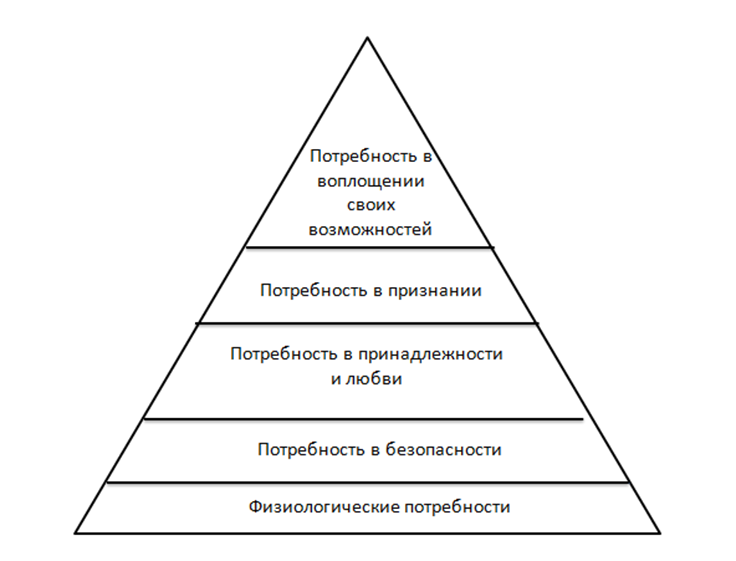 Потребность в
воплощении
своих
возможностей
Потребность в признании
Потребность в принадлежности
и любви
Потребность в безопасности
Физиологические потребности